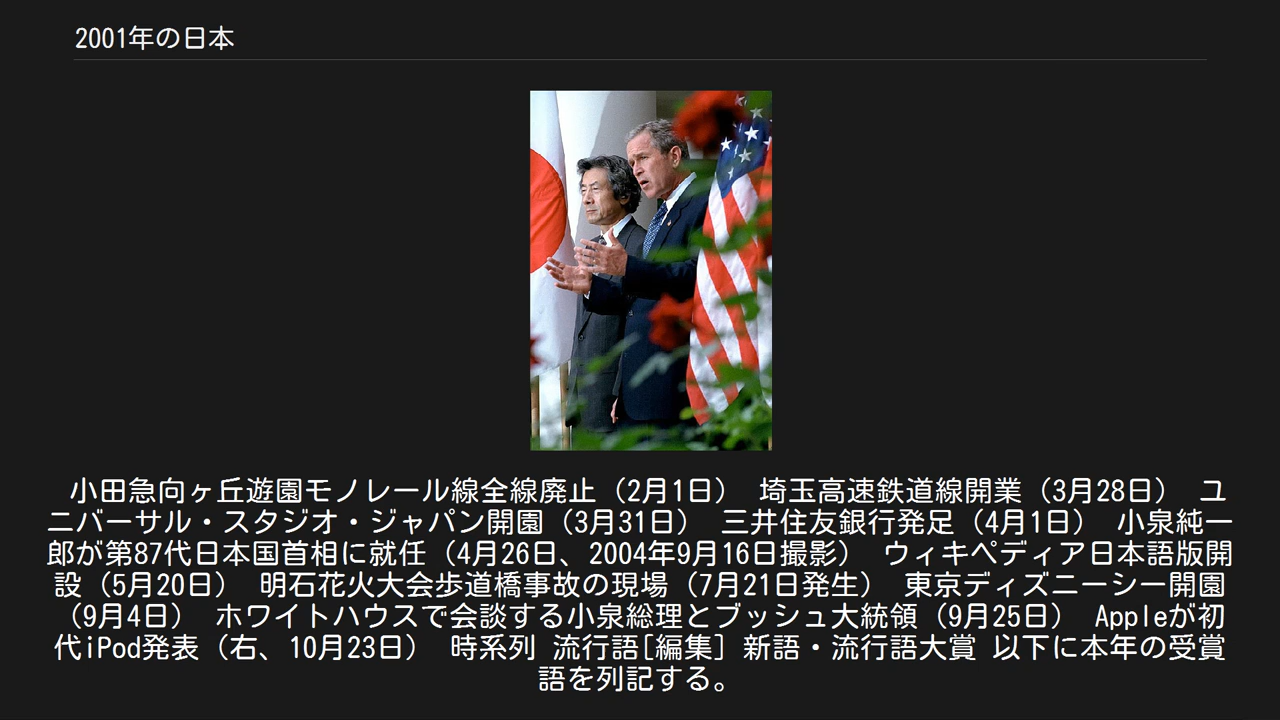 2001年の日本
小田急向ヶ丘遊園モノレール線全線廃止（2月1日） 埼玉高速鉄道線開業（3月28日） ユ
ニバーサル・スタジオ・ジャパン開園（3月31日） 三井住友銀行発足（4月1日） 小泉純一
郎が第87代日本国首相に就任（4月26日、2004年9月16日撮影） ウィキペディア日本語版開
設（5月20日） 明石花火大会歩道橋事故の現場（7月21日発生） 東京ディズニーシー開園
（9月4日） ホワイトハウスで会談する小泉総理とブッシュ大統領（9月25日） Appleが初
代iPod発表（右、10月23日） 時系列 流行語[編集] 新語・流行語大賞 以下に本年の受賞
語を列記する。